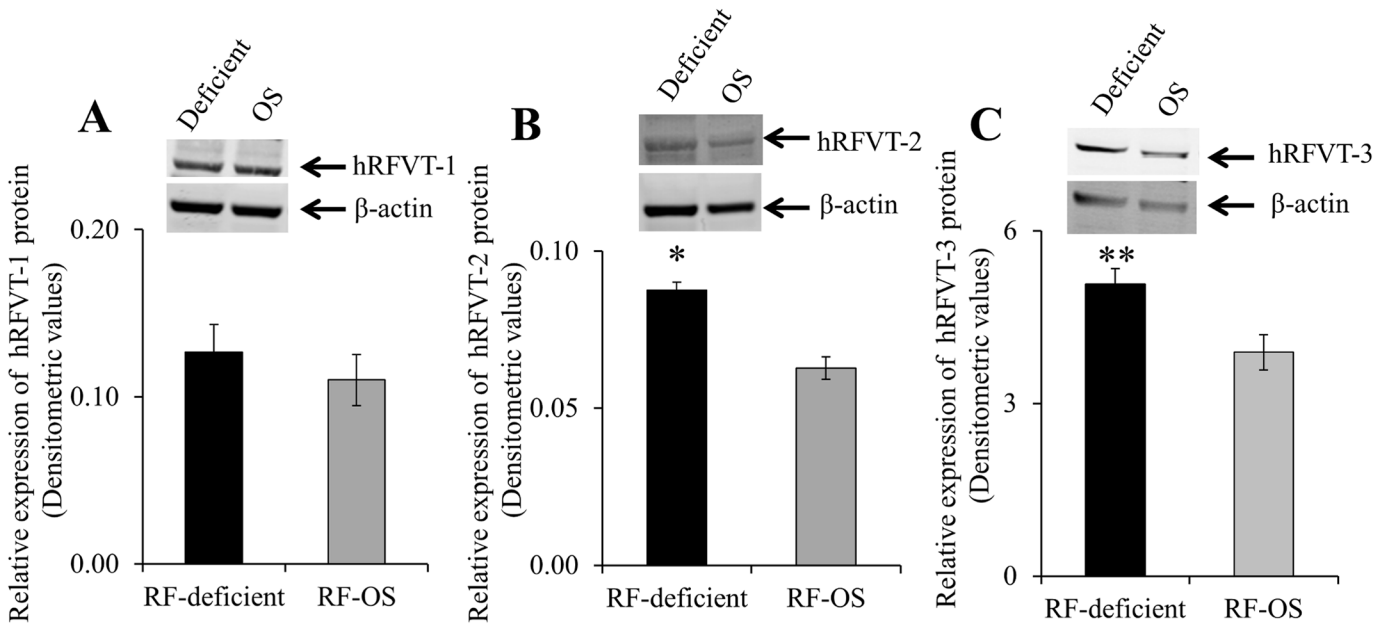 A
Deficient
OS
hRFVT-1
β-actin
Relative expression of hRFVT-1 protein
(Densitometric values)
0.20
0.10
0.00
RF-deficient
RF-OS
B
Deficient
OS
hRFVT-2
β-actin
Relative expression of hRFVT-2 protein
(Densitometric values)
0.10
0.05
0.00
*
RF-deficient
RF-OS
C
Deficient
OS
hRFVT-3
β-actin
Relative expression of hRFVT-3 protein
(Densitometric values)
6
3
0
**
RF-deficient
RF-OS